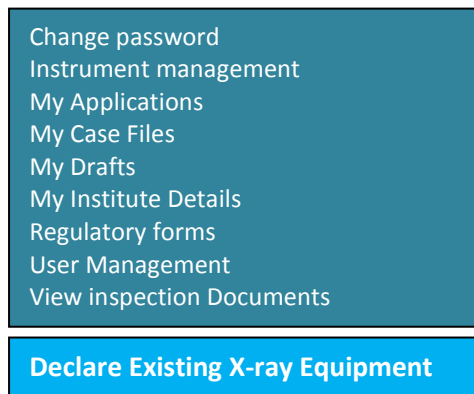 Change password
Instrument management
My Applications
My Case Files
My Drafts
My Institute Details
Regulatory forms
User Management
View inspection Documents
Declare Existing X-ray Equipment